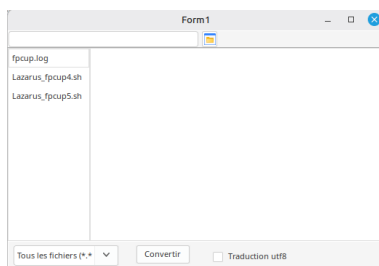 Form1
fpcup.log
Lazarus_fpcup4.sh
Lazarus_fpcup5.sh
Tous les fichiers (*.*
Convertir
Traduction utf8